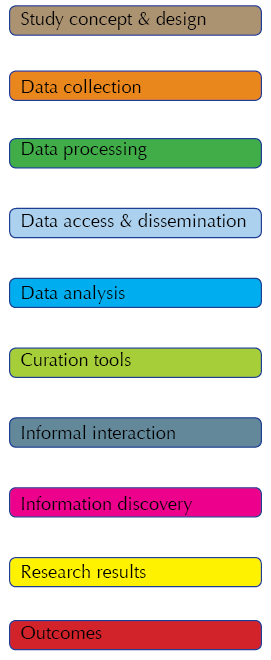 Study concept & design
Data collection
Data processing
Data access & dissemination
Data analysis
Curation tools
Informal interaction
Information discovery
Research results
Outcomes